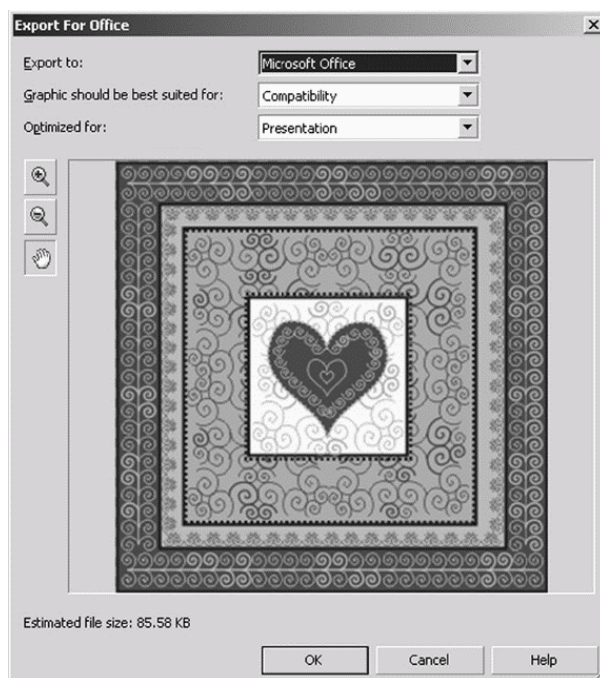 Export For Office
Export to: Microsoft Office
Graphic should be best suited for: Compatibility
Optimized for: Presentation
Estimated file size: 85.58 KB
OK Cancel Help